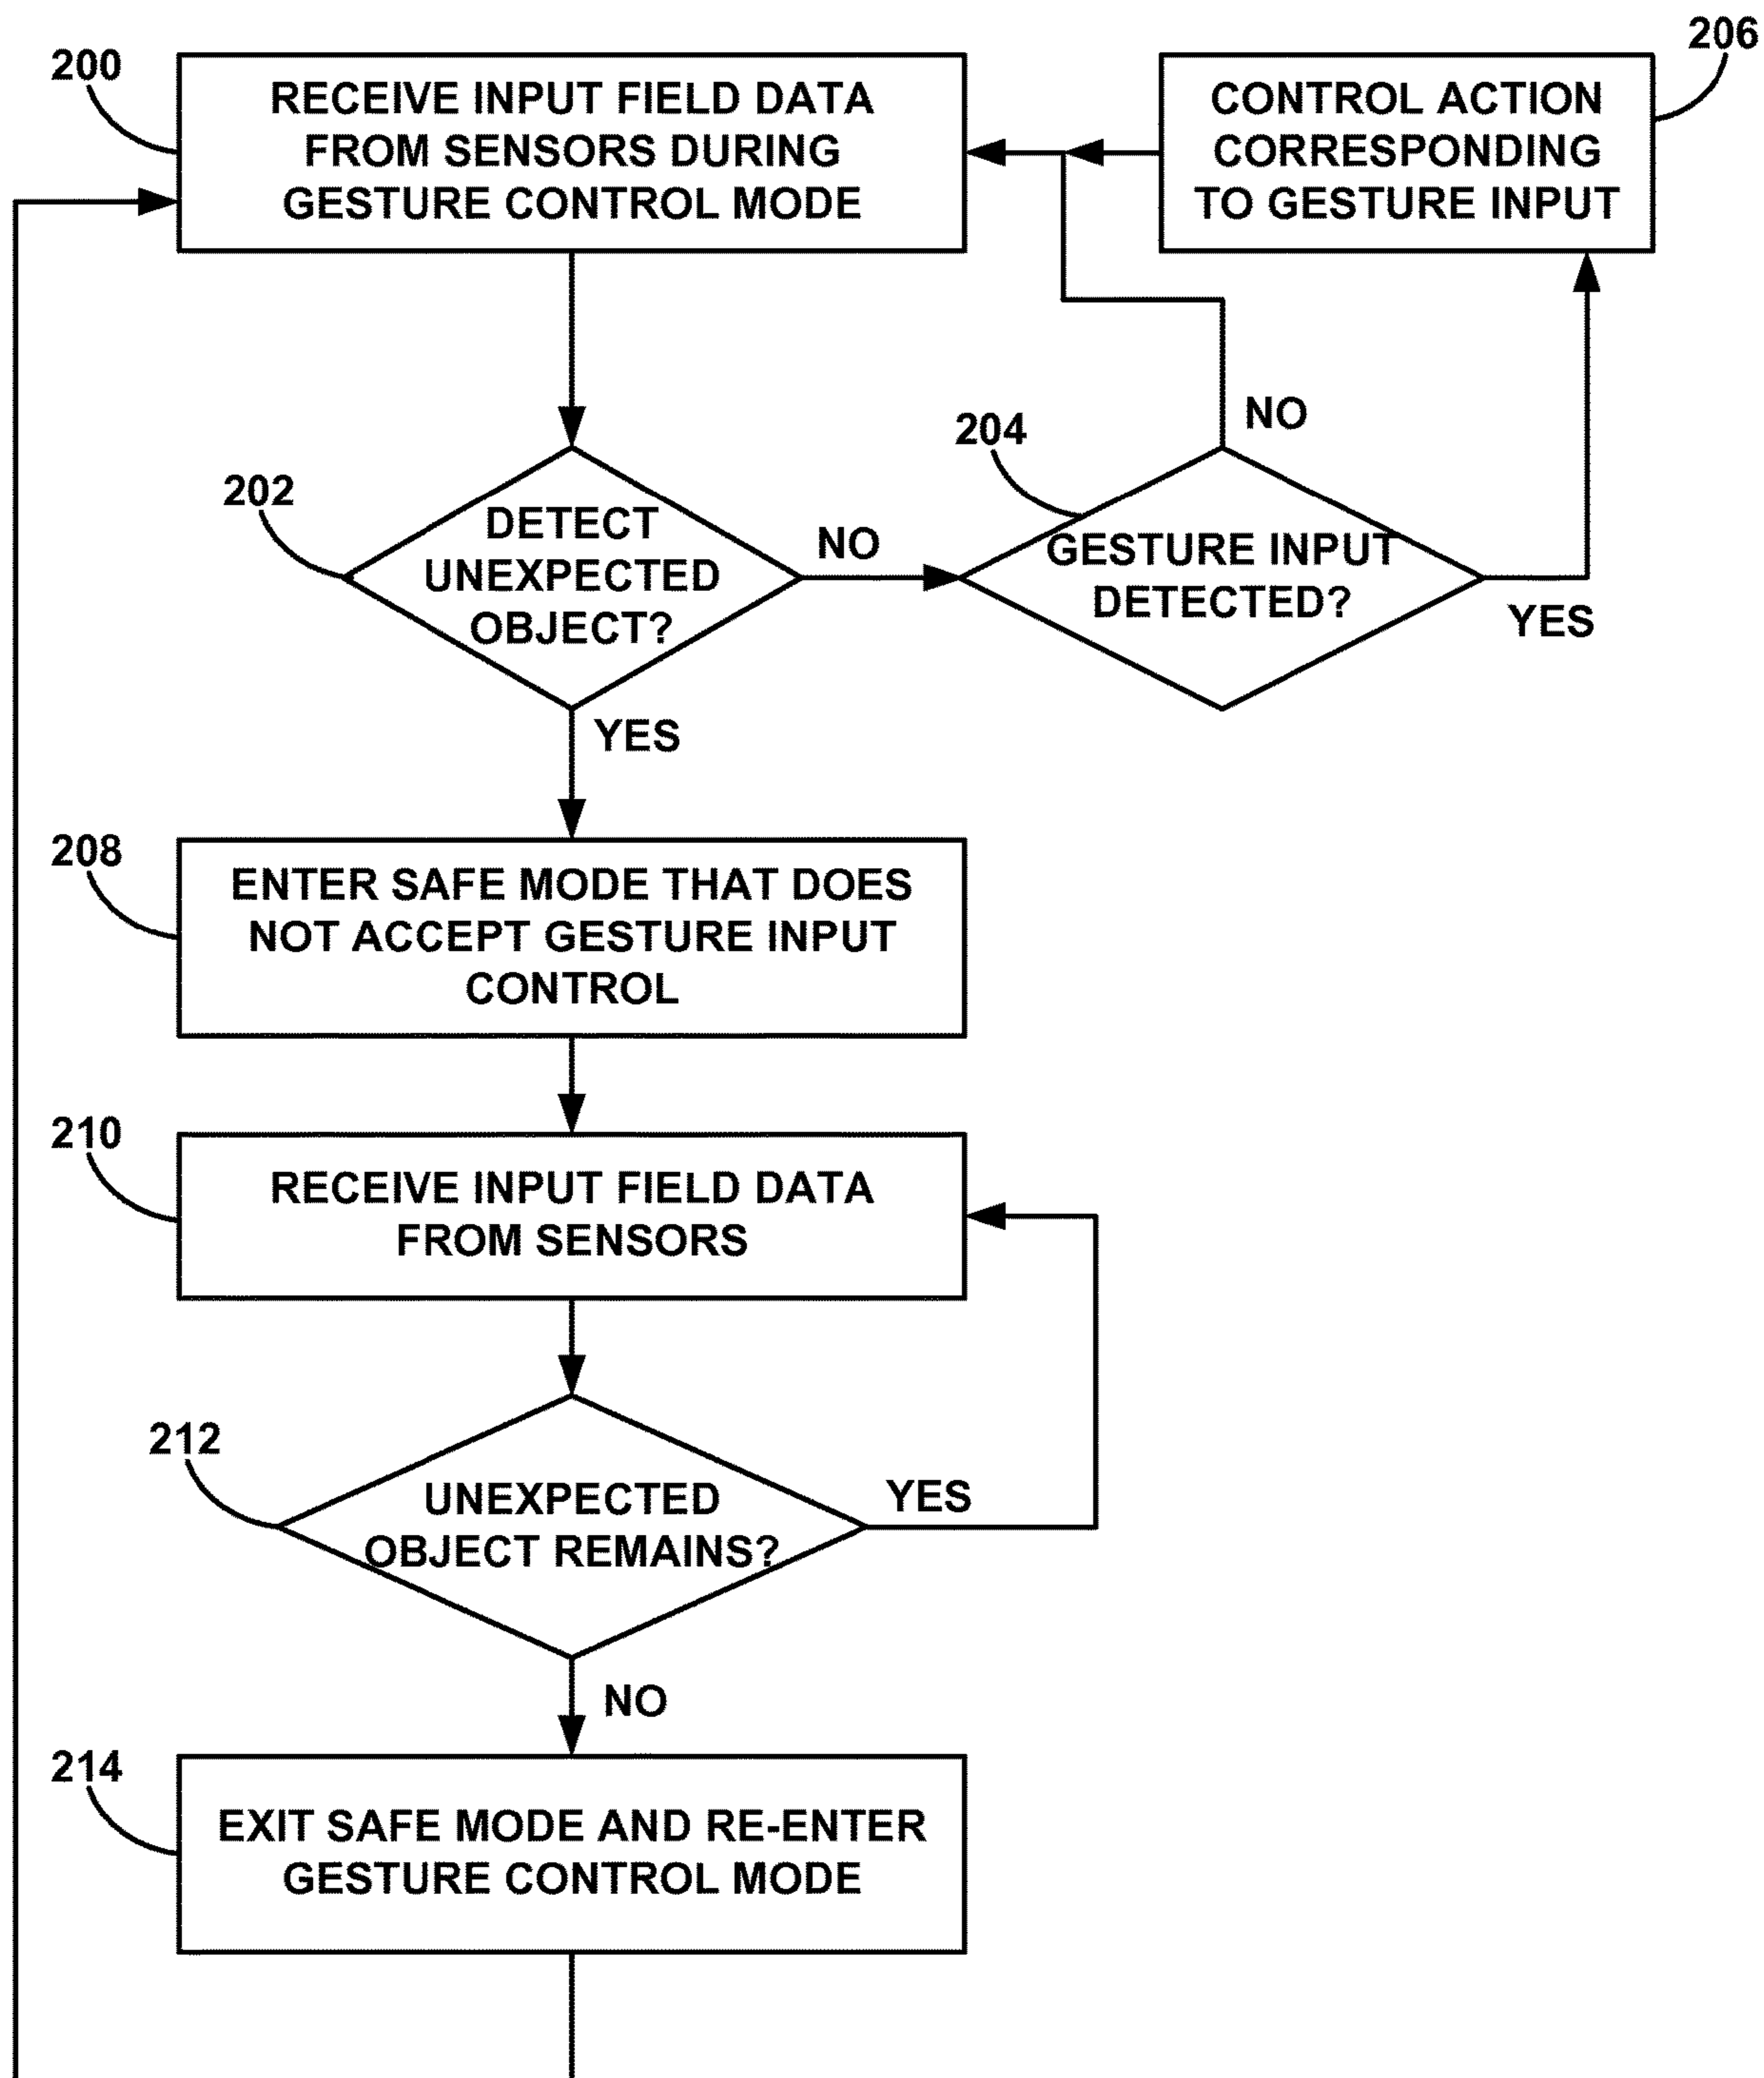 200
RECEIVE INPUT FIELD DATA
FROM SENSORS DURING
GESTURE CONTROL MODE
206
CONTROL ACTION
CORRESPONDING
TO GESTURE INPUT
202
DETECT
UNEXPECTED
OBJECT?
NO
204
GESTURE INPUT
DETECTED?
NO
YES
YES
208
ENTER SAFE MODE THAT DOES
NOT ACCEPT GESTURE INPUT
CONTROL
210
RECEIVE INPUT FIELD DATA
FROM SENSORS
212
UNEXPECTED
OBJECT REMAINS?
YES
NO
214
EXIT SAFE MODE AND RE-ENTER
GESTURE CONTROL MODE